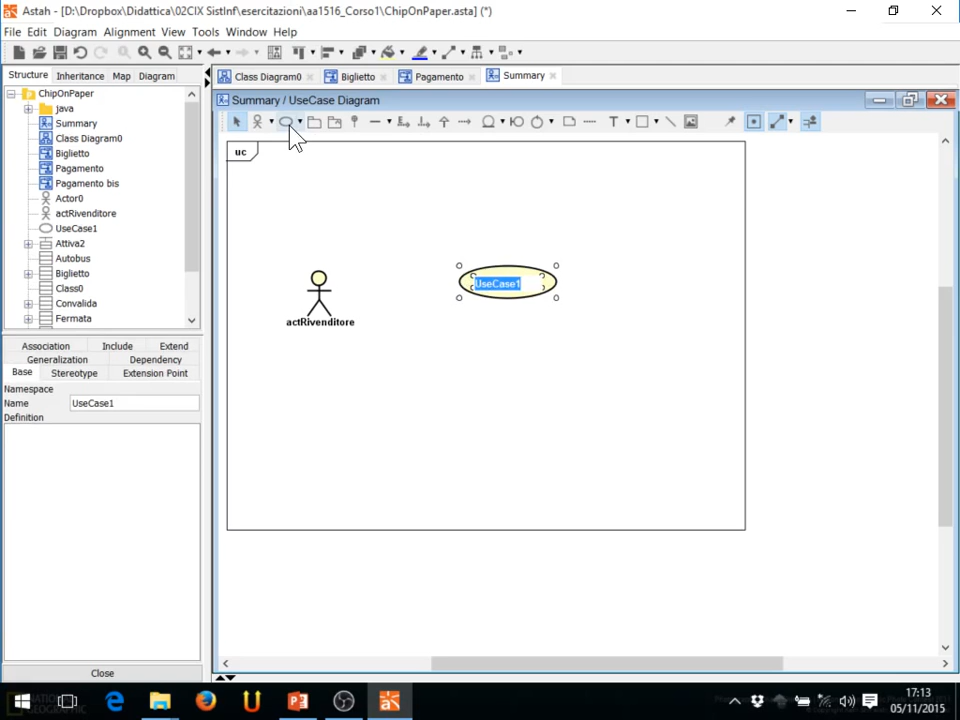 Astah - [D:\Dropbox\Didattica\02CIX SistInf\esercitazioni\aa1516_Corso1\ChipOnPaper.asta] (*)
File Edit Diagram Alignment View Tools Window Help
Structure Inheritance Map Diagram
Class Diagram0 Biglietto Pagamento Summary
Summary / UseCase Diagram
ChipOnPaper
java
Summary
Class Diagram0
Biglietto
Pagamento
Pagamento bis
Actor0
actRivenditore
UseCase1
Attiva2
Autobus
Biglietto
Class0
Convalida
Fermata
uc
UseCase1
actRivenditore
Association Include Extend
Generalization Dependency
Base Stereotype Extension Point
Namespace
Name UseCase1
Definition
Close
17:13
05/11/2015